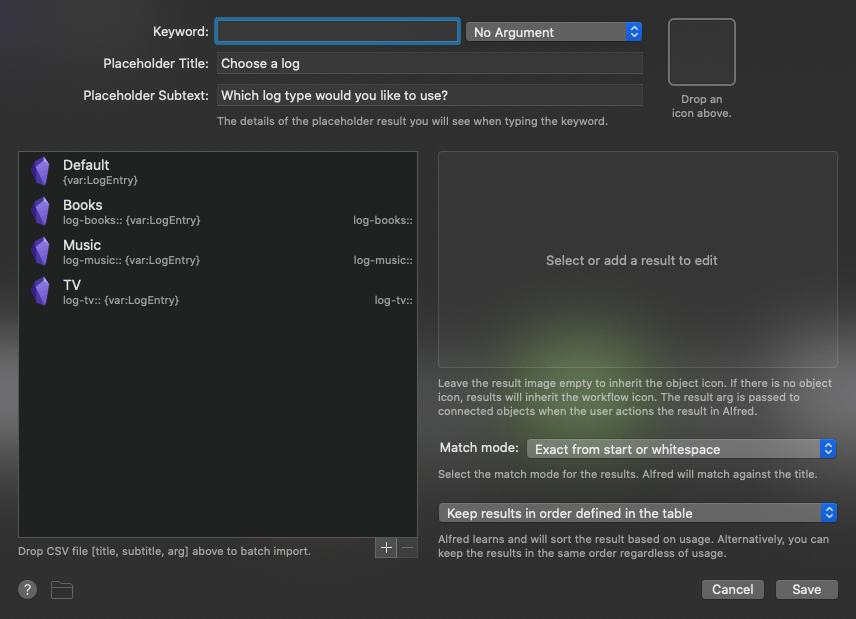 Keyword:
No Argument
Placeholder Title:
Choose a log
Placeholder Subtext:
Which log type would you like to use?
The details of the placeholder result you will see when typing the keyword.
Drop an
icon above.
Default
{var:LogEntry}
Books
log-books:: {var:LogEntry}
log-books::
Music
log-music:: {var:LogEntry}
log-music::
TV
log-tv:: {var:LogEntry}
log-tv::
Drop CSV file [title, subtitle, arg] above to batch import.
Select or add a result to edit
Leave the result image empty to inherit the object icon. If there is no object
icon, results will inherit the workflow icon. The result arg is passed to
connected objects when the user actions the result in Alfred.
Match mode:
Exact from start or whitespace
Select the match mode for the results. Alfred will match against the title.
Keep results in order defined in the table
Alfred learns and will sort the result based on usage. Alternatively, you can
keep the results in the same order regardless of usage.
?
Cancel
Save